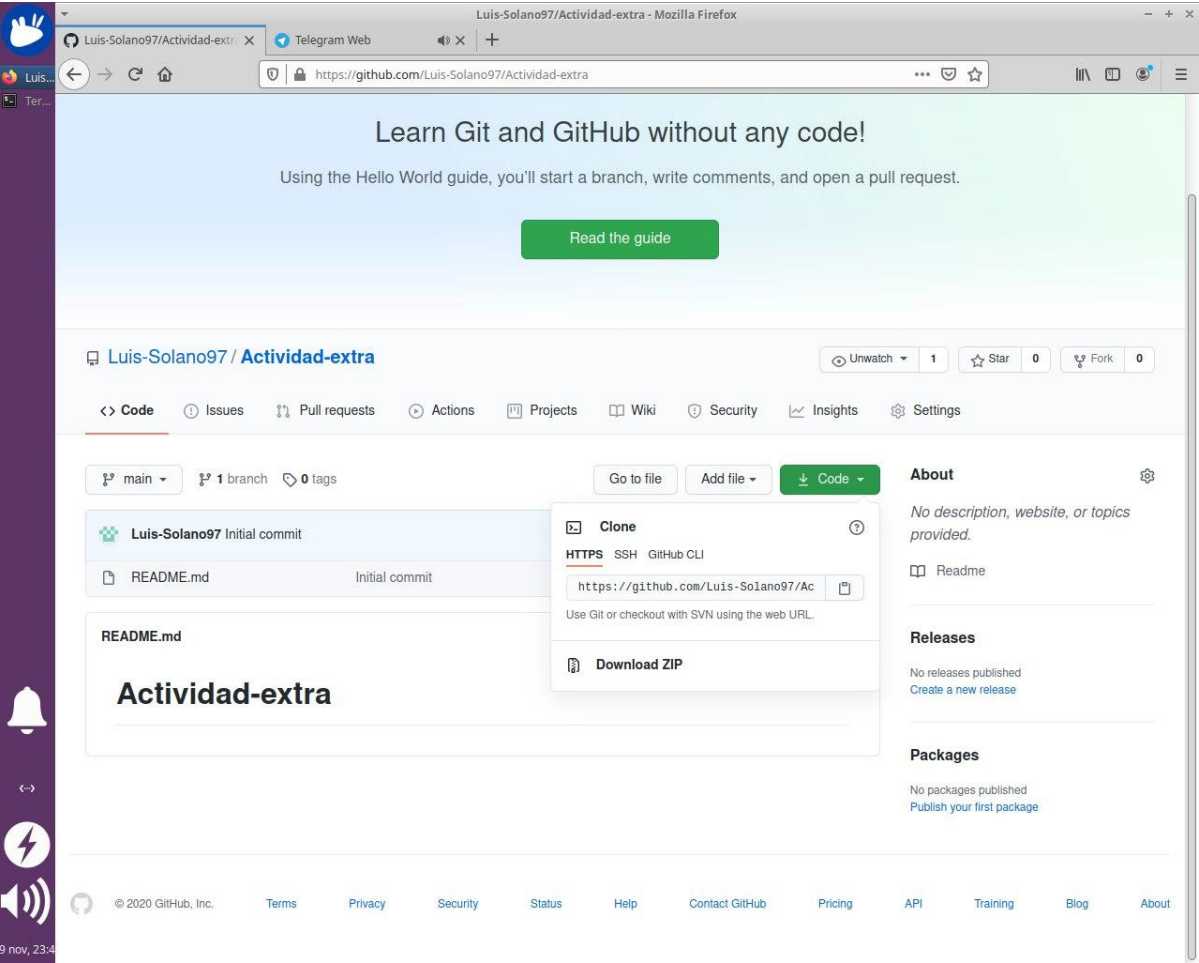 Luis-Solano97/Actividad-extra - Mozilla Firefox
Luis-Solano97/Actividad-extra Telegram Web
Luis...
https://github.com/Luis-Solano97/Actividad-extra
Ter...
Learn Git and GitHub without any code!
Using the Hello World guide, you’ll start a branch, write comments, and open a pull request.
Read the guide
Luis-Solano97 / Actividad-extra
Unwatch 1 Star 0 Fork 0
Code Issues Pull requests Actions Projects Wiki Security Insights Settings
main 1 branch 0 tags
Go to file Add file Code
Luis-Solano97 Initial commit
README.md Initial commit
Clone
HTTPS SSH GitHub CLI
https://github.com/Luis-Solano97/Ac
Use Git or checkout with SVN using the web URL.
Download ZIP
README.md
Actividad-extra
About
No description, website, or topics
provided.
Readme
Releases
No releases published
Create a new release
Packages
No packages published
Publish your first package
© 2020 GitHub, Inc. Terms Privacy Security Status Help Contact GitHub Pricing API Training Blog About
9 nov, 23:4